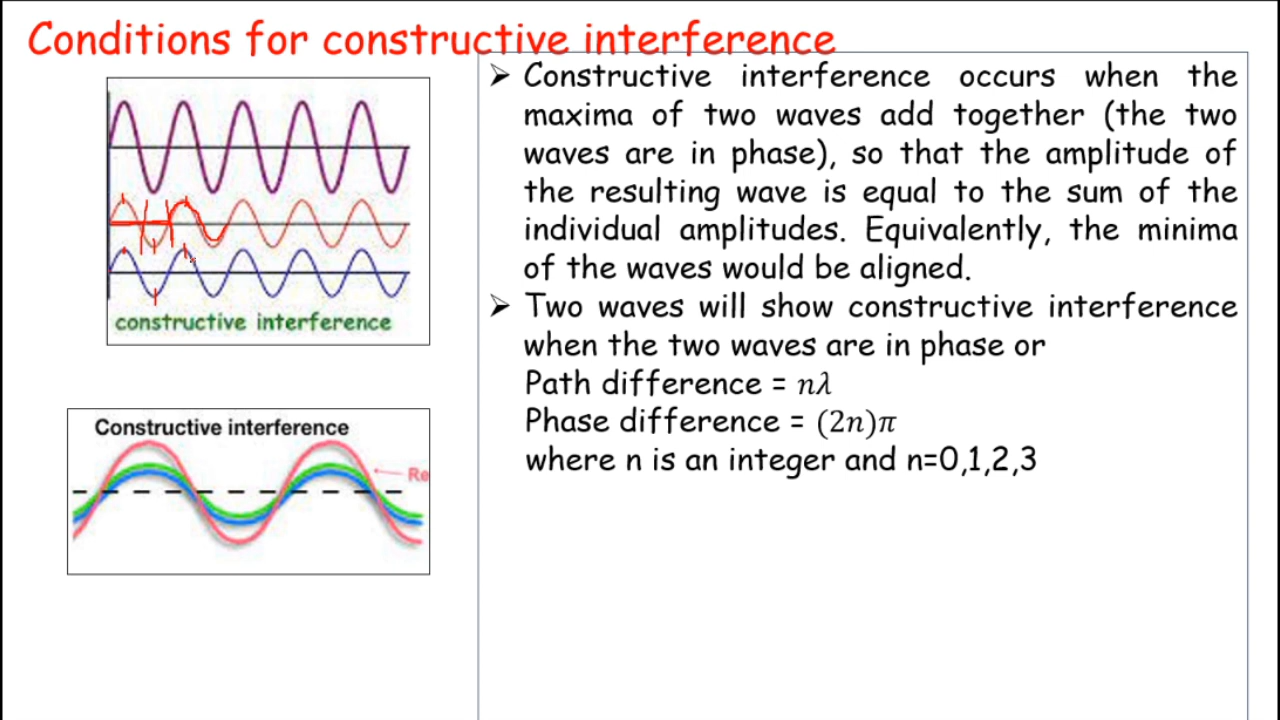 Conditions for constructive interference
➢ Constructive interference occurs when the
maxima of two waves add together (the two
waves are in phase), so that the amplitude of
the resulting wave is equal to the sum of the
individual amplitudes. Equivalently, the minima
of the waves would be aligned.
➢ Two waves will show constructive interference
when the two waves are in phase or
Path difference = nλ
Phase difference = (2n)π
where n is an integer and n=0,1,2,3
constructive interference
Constructive interference
Re